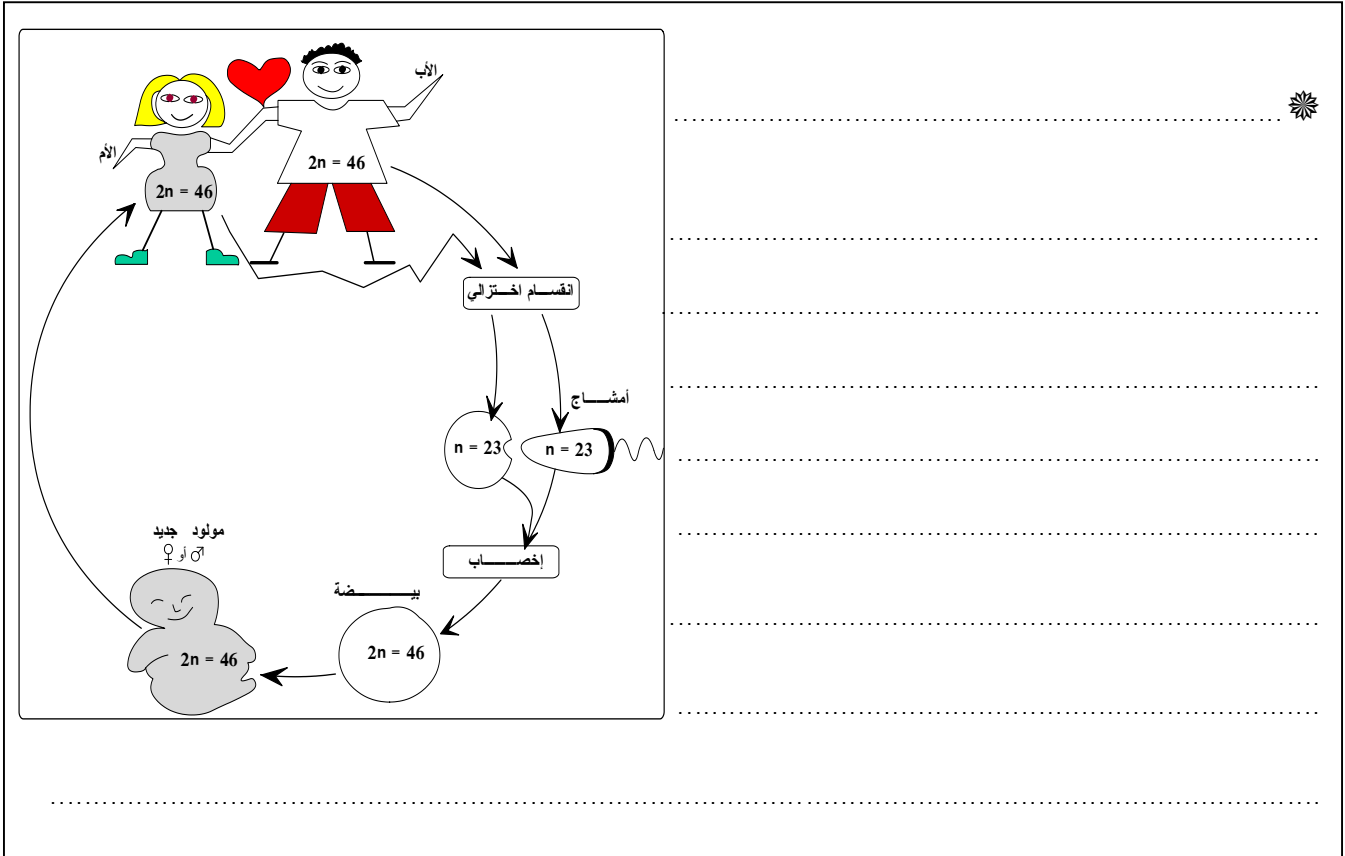 الأب
الأم
2n = 46
2n = 46
انقسام اختزالي
أمشاج
n = 23
n = 23
إخصاب
بيضة
2n = 46
مولود جديد
♂ أو ♀
2n = 46